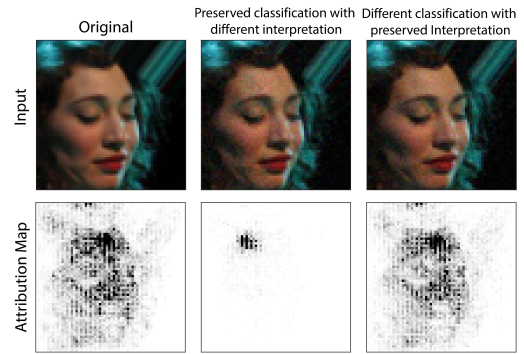 Original
Preserved classification with
different interpretation
Different classification with
preserved Interpretation
Input
Attribution Map